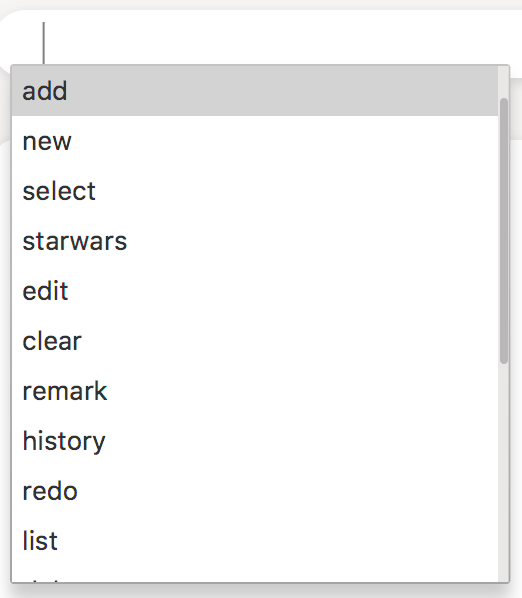 add
new
select
starwars
edit
clear
remark
history
redo
list